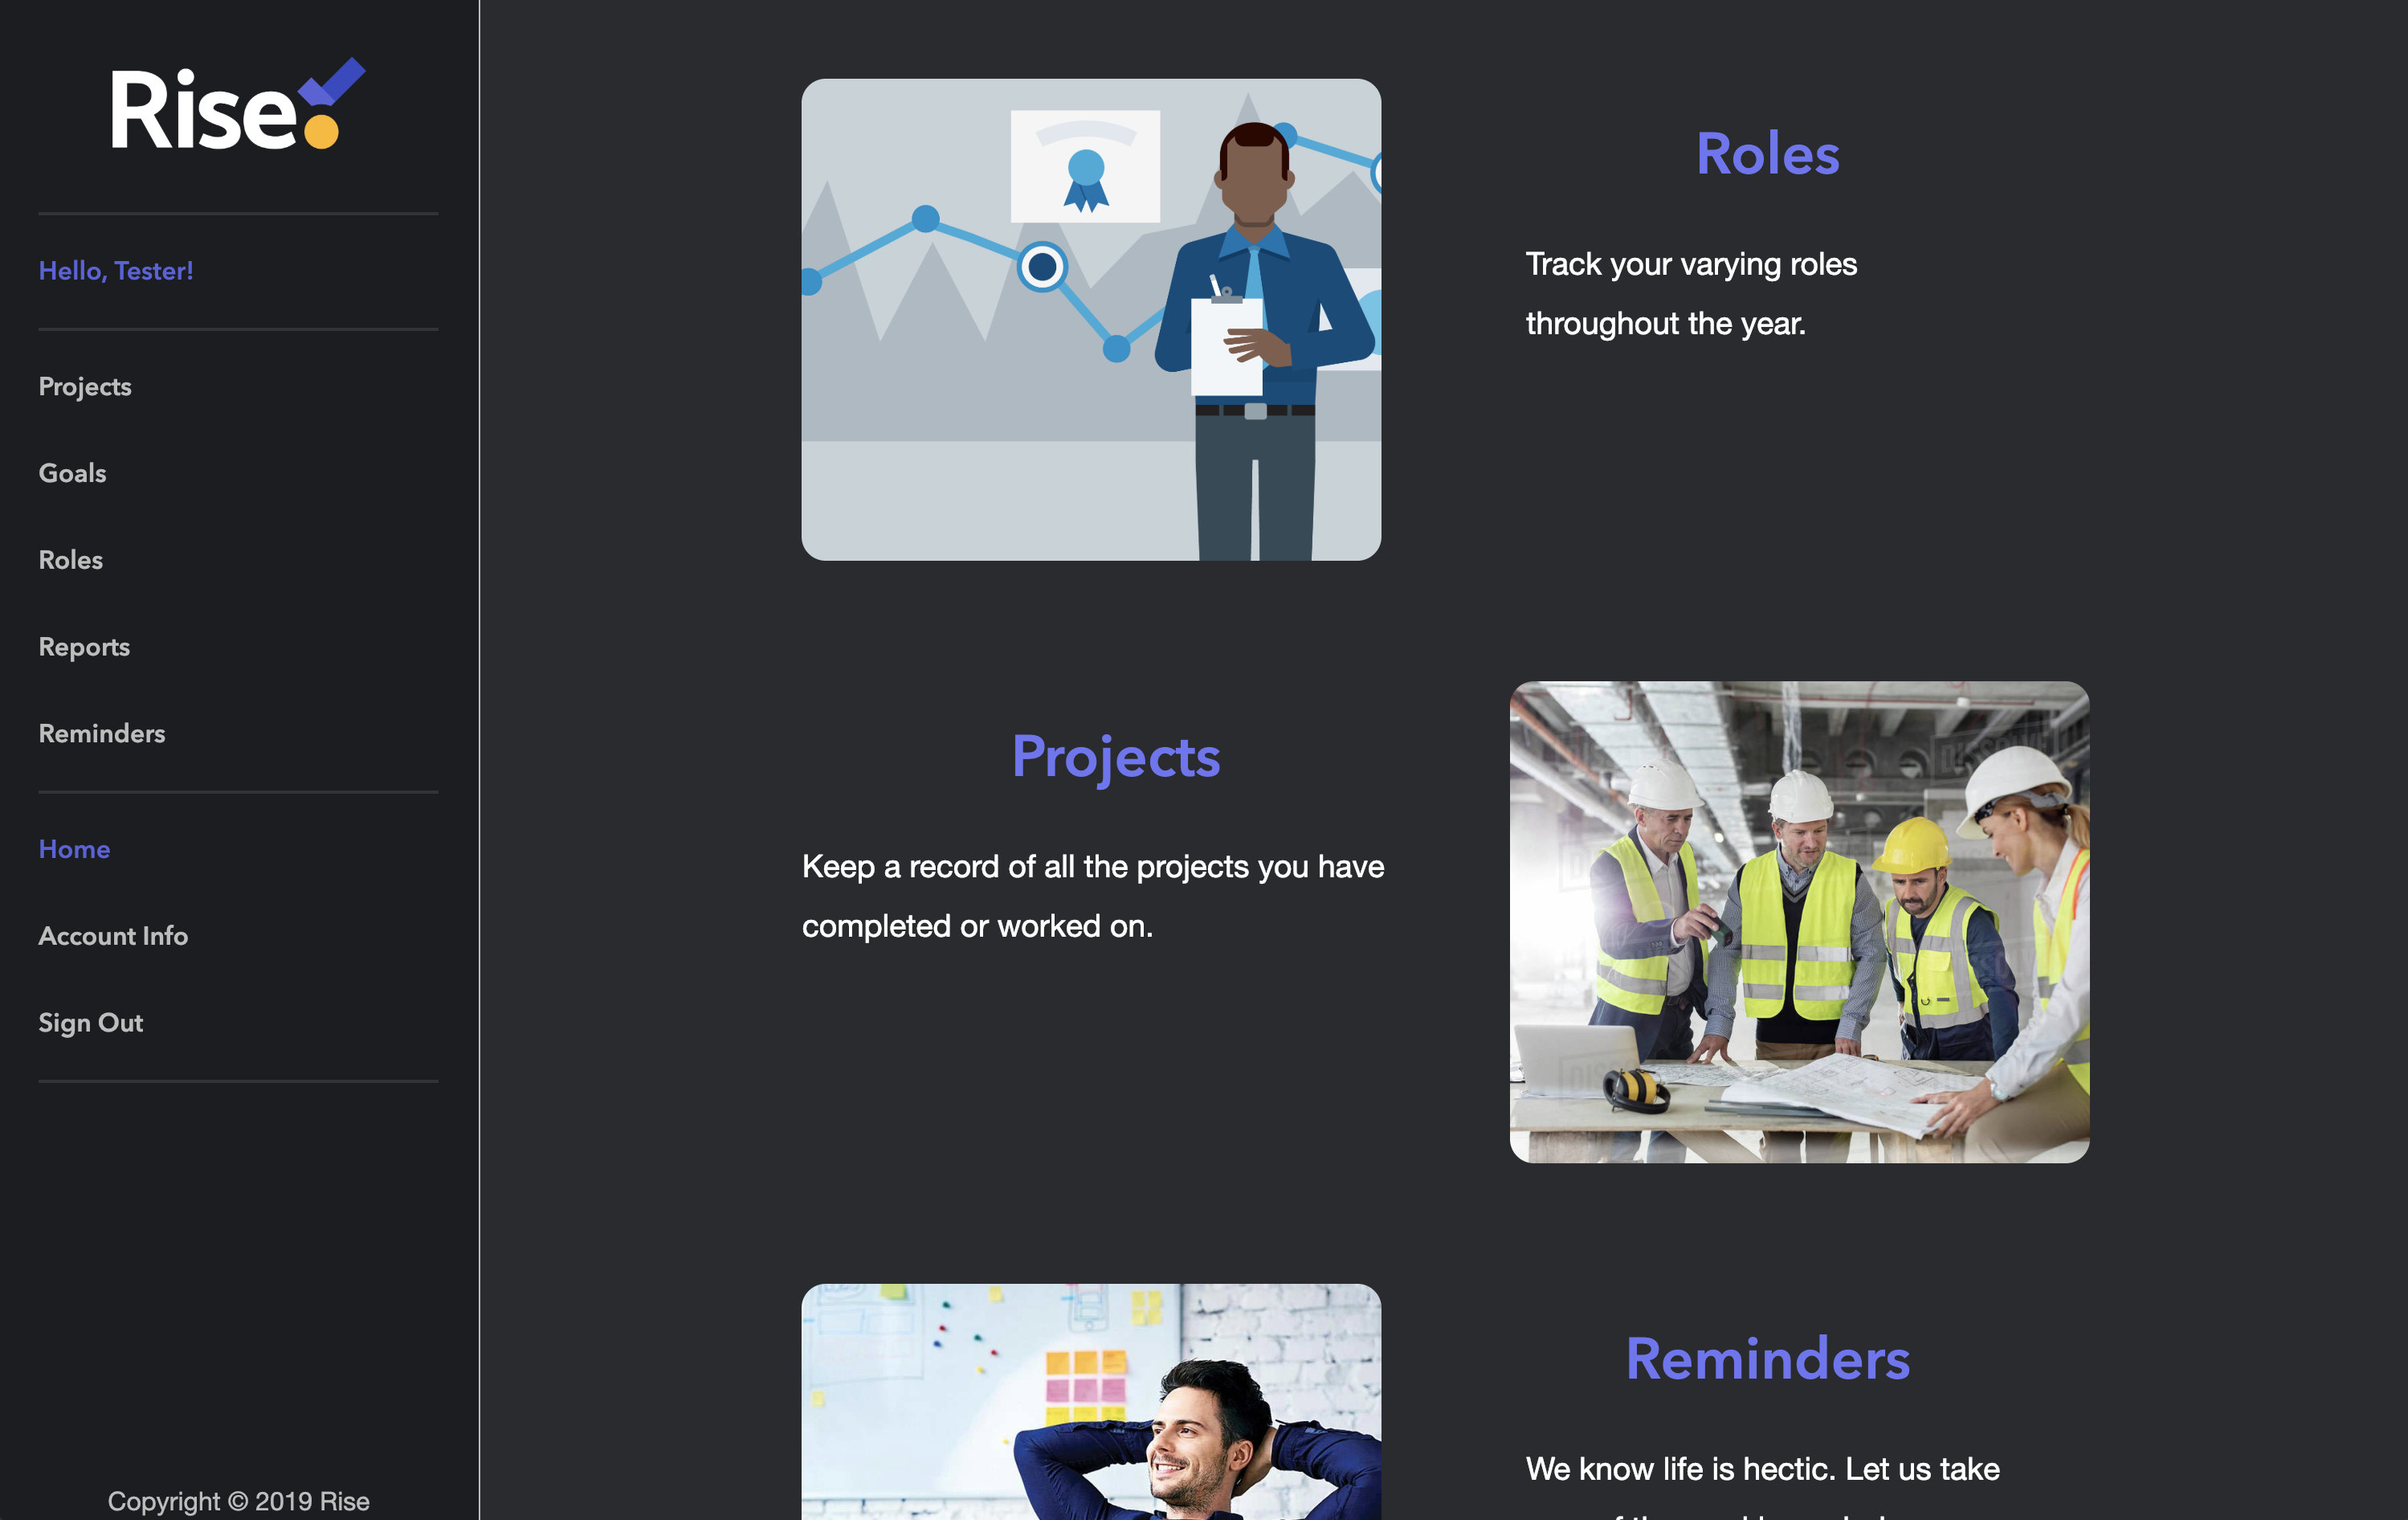 Rise
Hello, Tester!
Projects
Goals
Roles
Reports
Reminders
Home
Account Info
Sign Out
Copyright © 2019 Rise
Roles
Track your varying roles
throughout the year.
Projects
Keep a record of all the projects you have
completed or worked on.
Reminders
We know life is hectic. Let us take